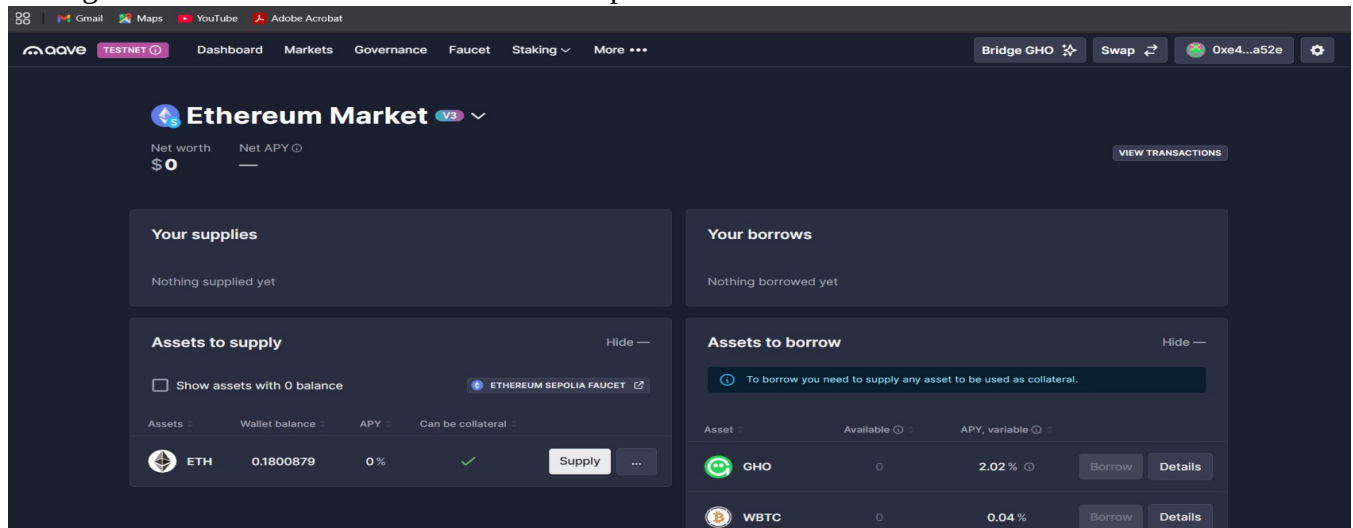 Gmail Maps YouTube Adobe Acrobat
aave TESTNET Dashboard Markets Governance Faucet Staking More Bridge GHO Swap 0xe4...a52e
Ethereum Market V3
Net worth Net APY
$0 —
VIEW TRANSACTIONS
Your supplies
Nothing supplied yet
Your borrows
Nothing borrowed yet
Assets to supply Hide —
Show assets with 0 balance ETHEREUM SEPOLIA FAUCET
Assets Wallet balance APY Can be collateral
ETH 0.1800879 0% Supply ...
Assets to borrow Hide —
To borrow you need to supply any asset to be used as collateral.
Asset Available APY, variable
GHO 0 2.02% Borrow Details
WBTC 0 0.04% Borrow Details